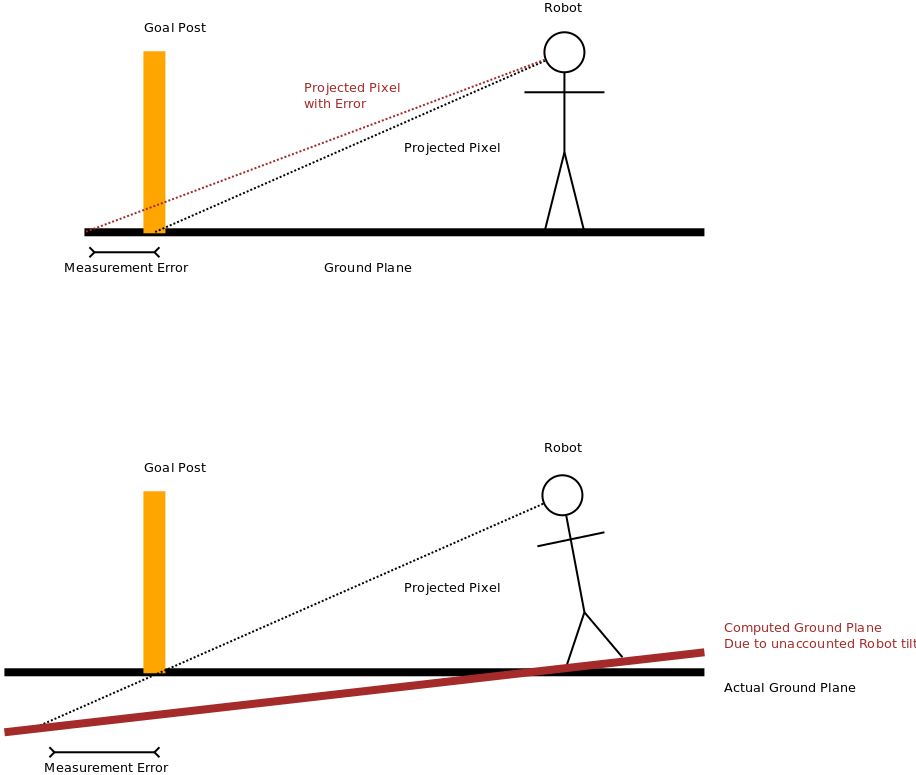 Robot
Goal Post
Projected Pixel
with Error
Projected Pixel
Measurement Error
Ground Plane
Robot
Goal Post
Projected Pixel
Computed Ground Plane
Due to unaccounted Robot tilt
Actual Ground Plane
Measurement Error